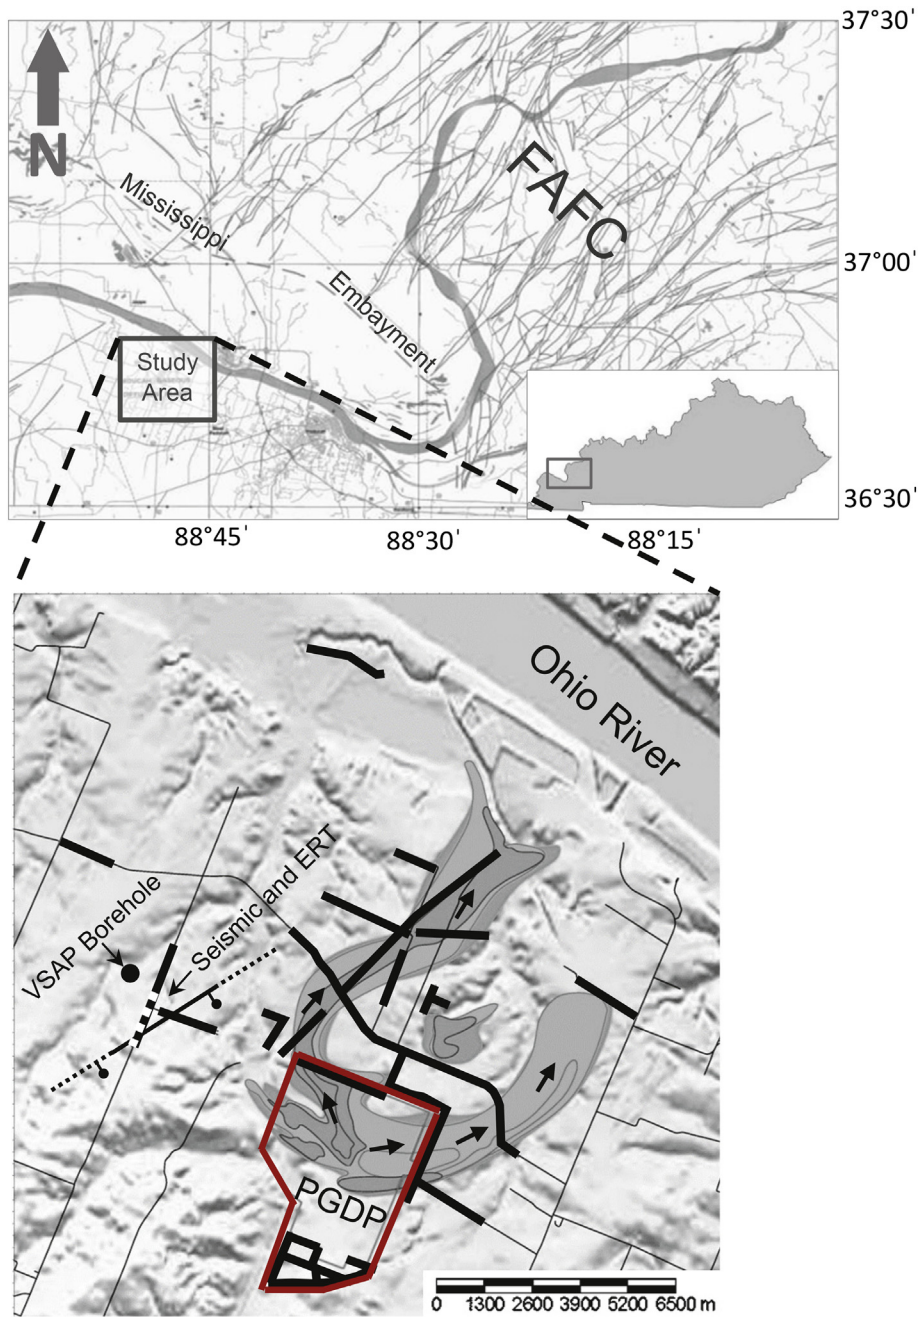 37°30'
N
FAFC
Mississippi
37°00'
Embayment
Study
Area
36°30'
88°45'
88°30'
88°15'
Ohio River
Seismic and ERT
VSAP Borehole
PGDP
0 1300 2600 3900 5200 6500 m